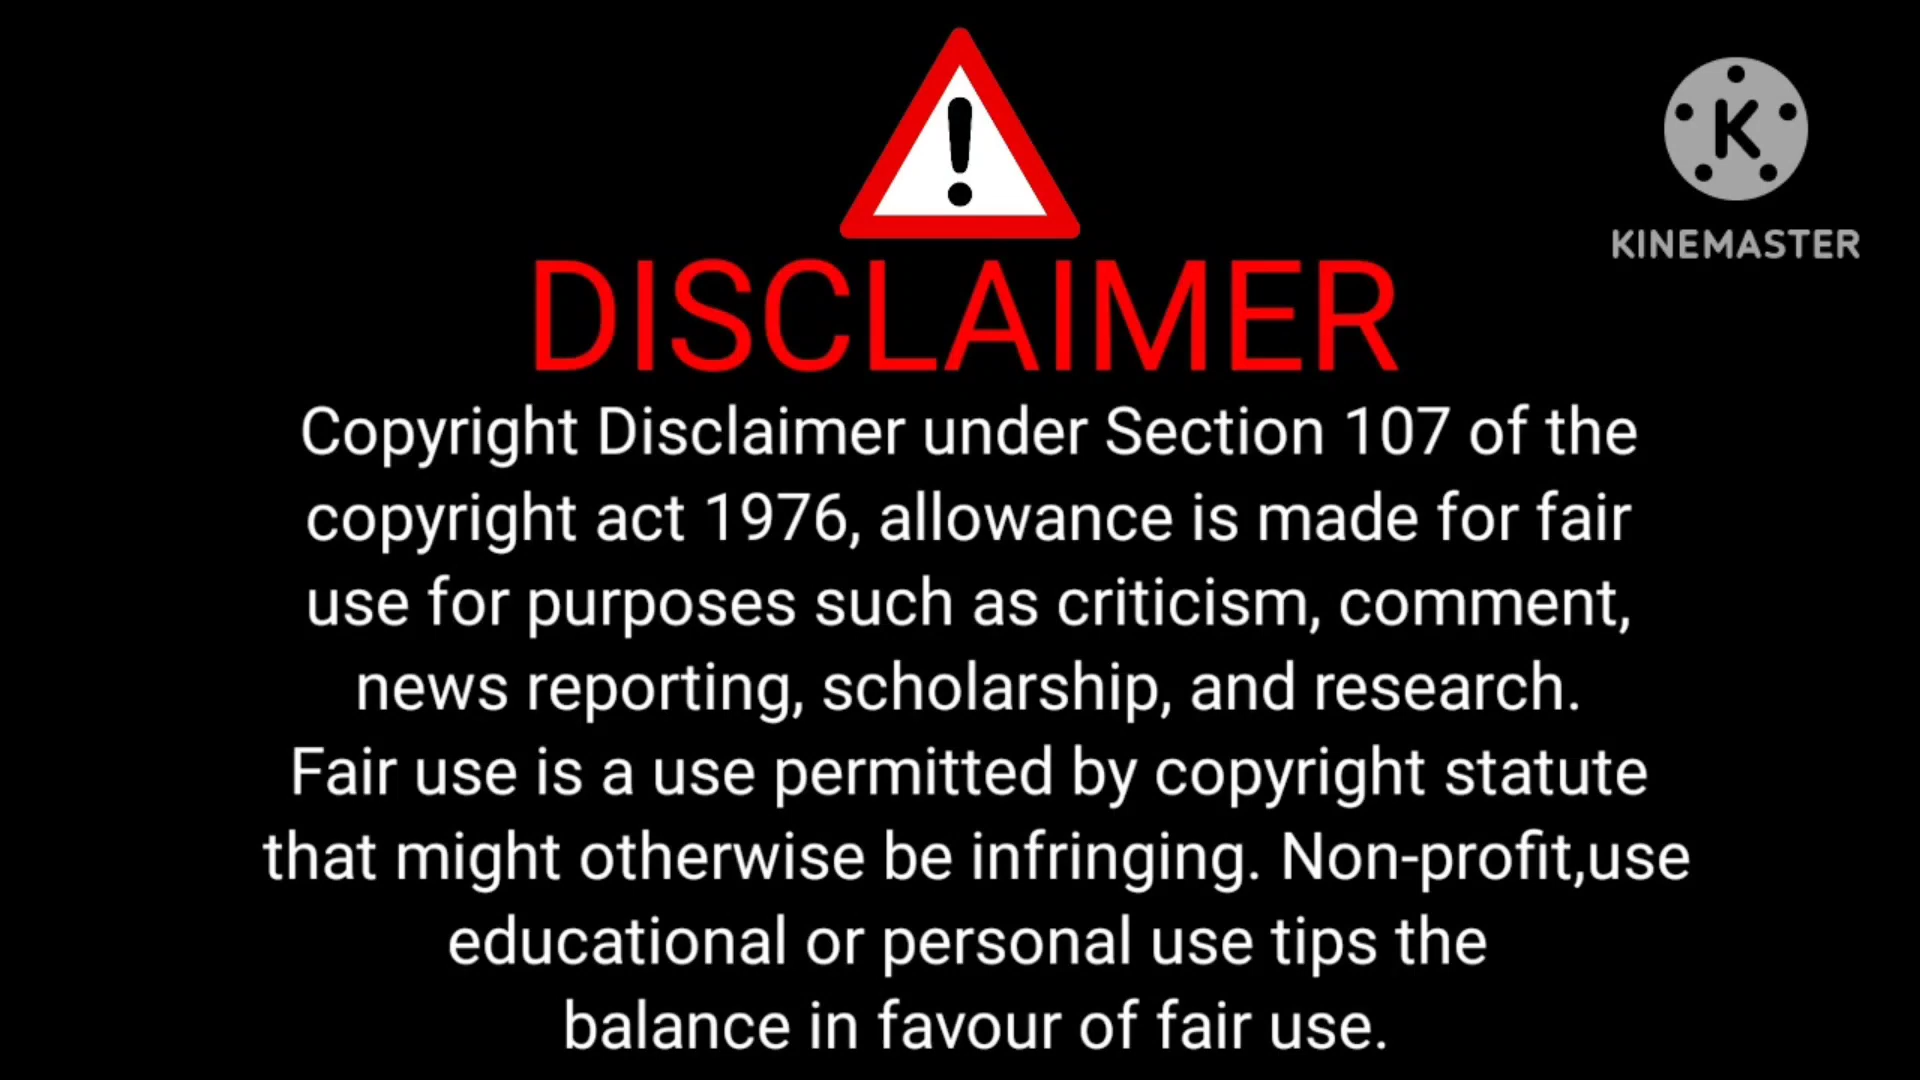 K
KINEMASTER
DISCLAIMER
Copyright Disclaimer under Section 107 of the
copyright act 1976, allowance is made for fair
use for purposes such as criticism, comment,
news reporting, scholarship, and research.
Fair use is a use permitted by copyright statute
that might otherwise be infringing. Non-profit,use
educational or personal use tips the
balance in favour of fair use.